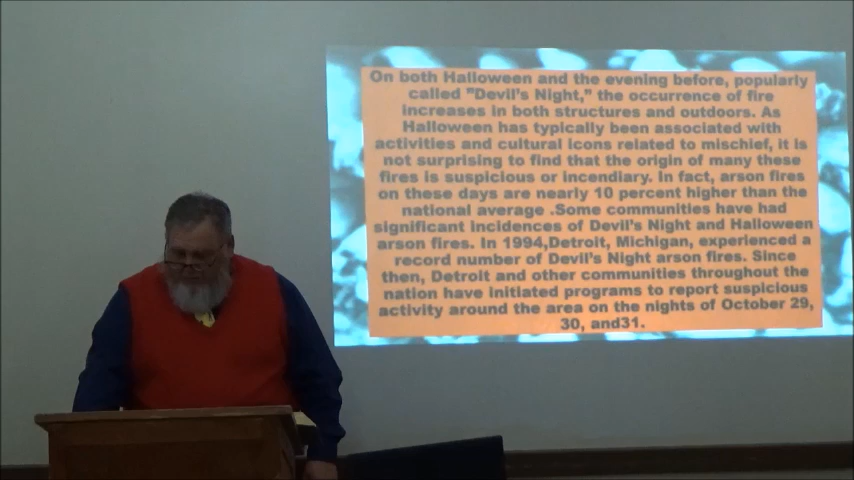 On both Halloween and the evening before, popularly
called "Devil's Night," the occurrence of fire
increases in both structures and outdoors. As
Halloween has typically been associated with
activities and cultural icons related to mischief, it is
not surprising to find that the origin of many these
fires is suspicious or incendiary. In fact, arson fires
on these days are nearly 10 percent higher than the
national average .Some communities have had
significant incidences of Devil's Night and Halloween
arson fires. In 1994,Detroit, Michigan, experienced a
record number of Devil's Night arson fires. Since
then, Detroit and other communities throughout the
nation have initiated programs to report suspicious
activity around the area on the nights of October 29,
30, and31.